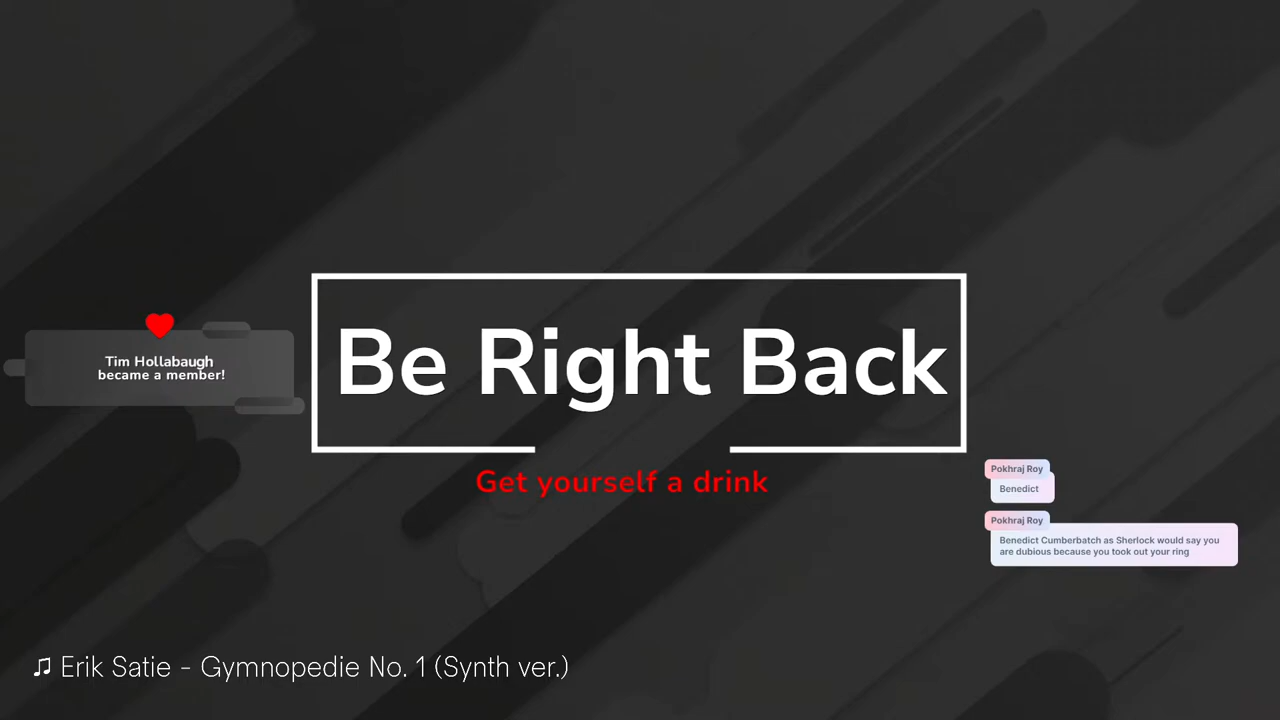 Tim Hollabaugh
became a member!
Be Right Back
Get yourself a drink
Pokhraj Roy
Benedict
Pokhraj Roy
Benedict Cumberbatch as Sherlock would say you
are dubious because you took out your ring
♫ Erik Satie - Gymnopedie No. 1 (Synth ver.)